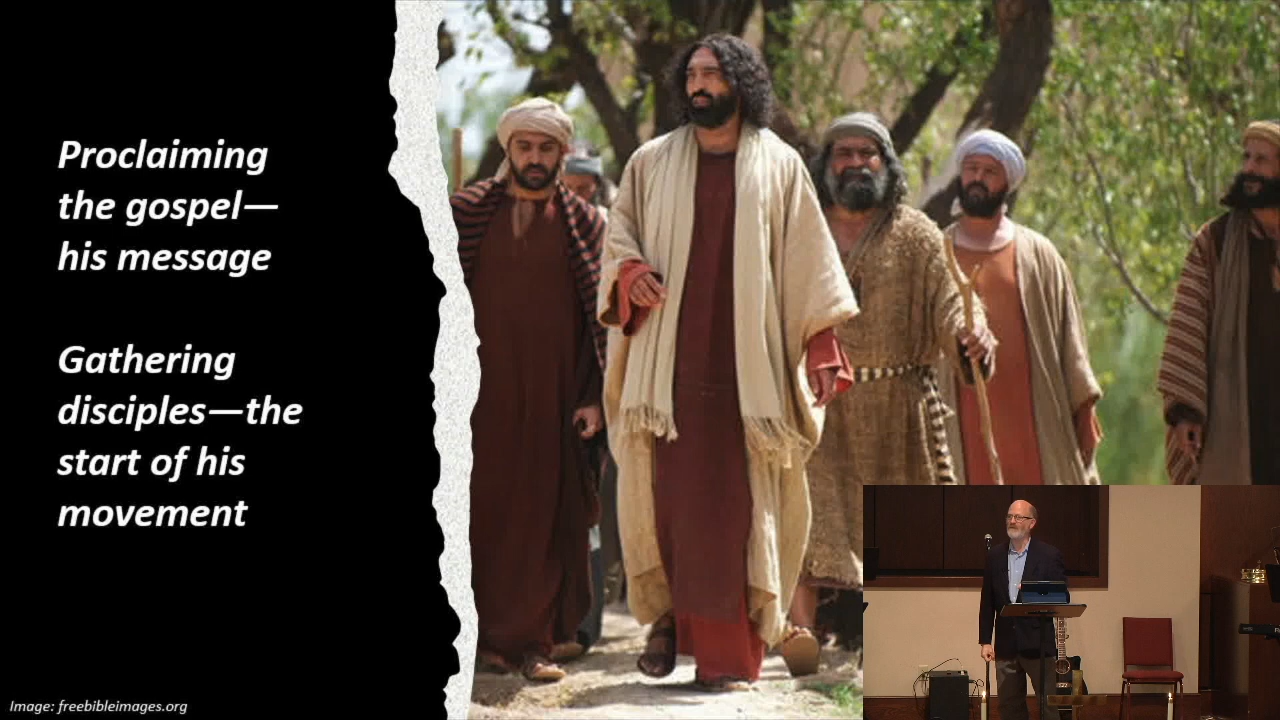 Proclaiming
the gospel—
his message
Gathering
disciples—the
start of his
movement
Image: freebibleimages.org